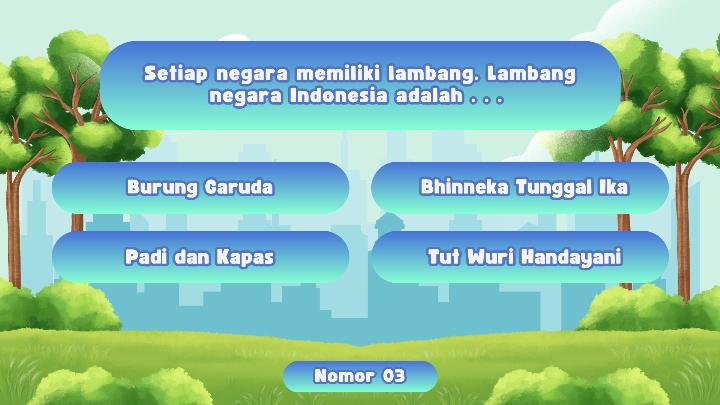 Setiap negara memiliki lambang. Lambang
negara Indonesia adalah . . .
Burung Garuda
Bhinneka Tunggal Ika
Padi dan Kapas
Tut Wuri Handayani
Nomor 03